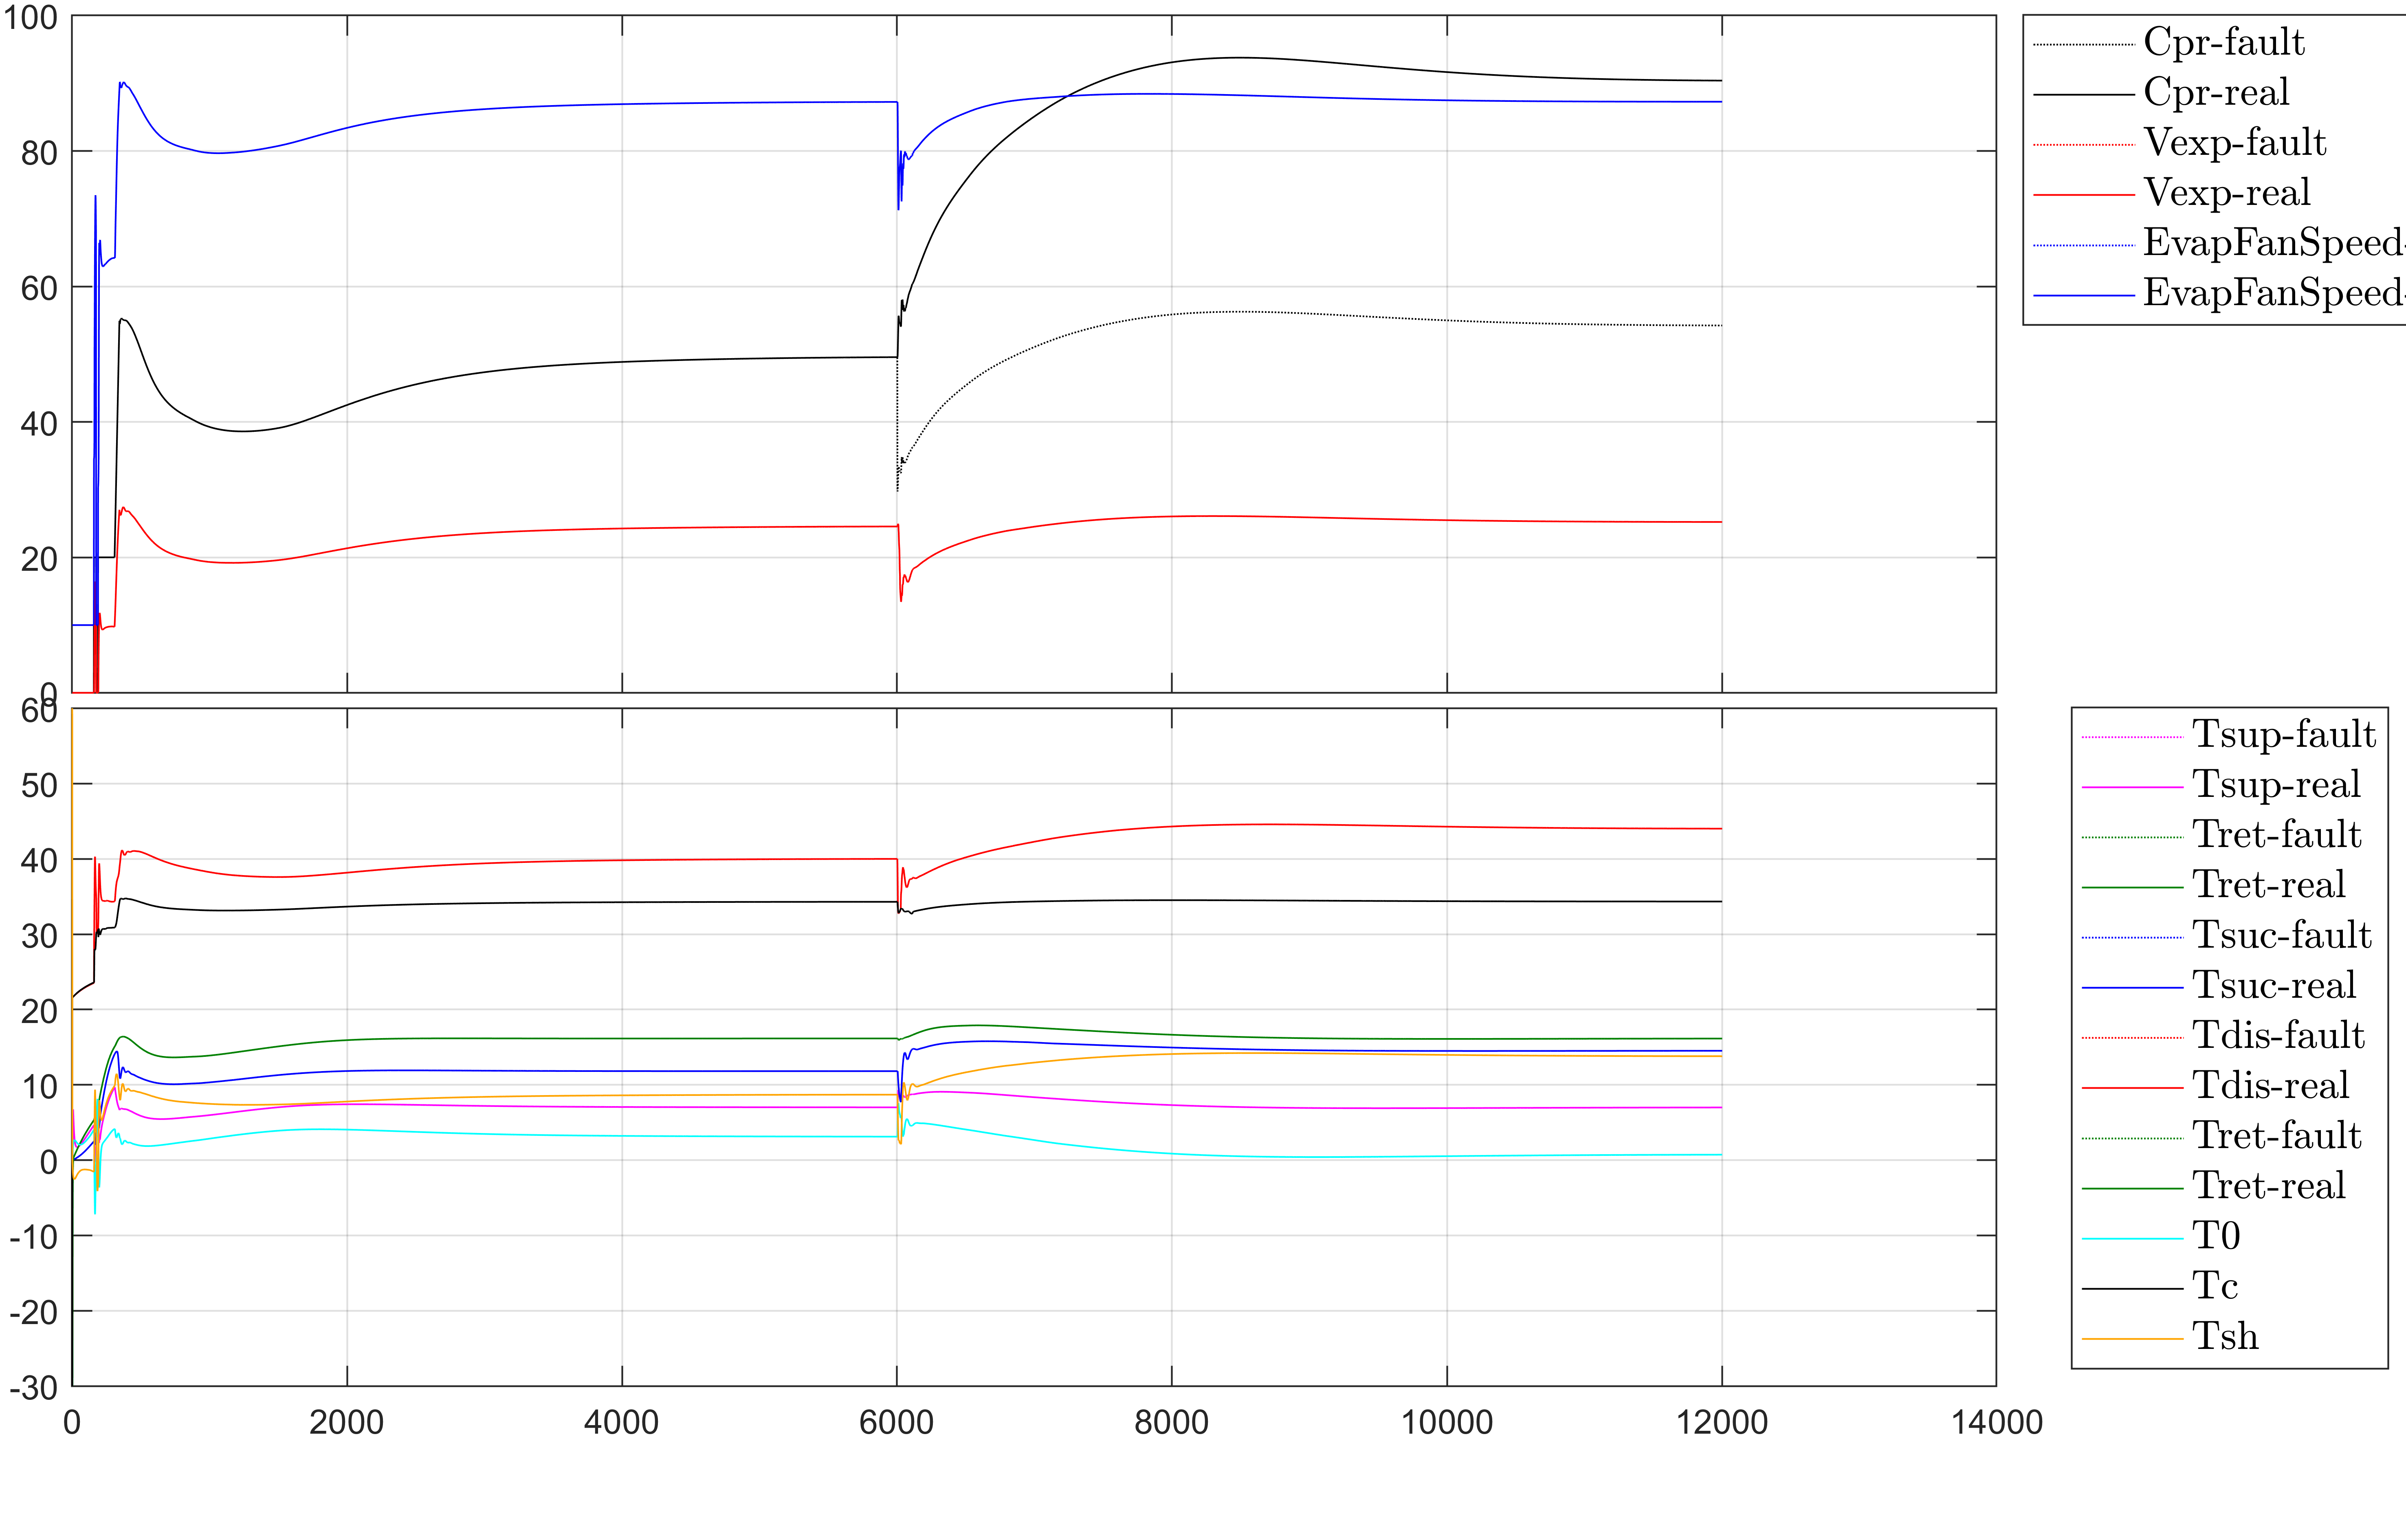 100
80
60
40
20
0
Cpr-fault
Cpr-real
Vexp-fault
Vexp-real
EvapFanSpeed-
EvapFanSpeed-
60
50
40
30
20
10
0
-10
-20
-30
0 2000 4000 6000 8000 10000 12000 14000
Tsup-fault
Tsup-real
Tret-fault
Tret-real
Tsuc-fault
Tsuc-real
Tdis-fault
Tdis-real
Tret-fault
Tret-real
T0
Tc
Tsh